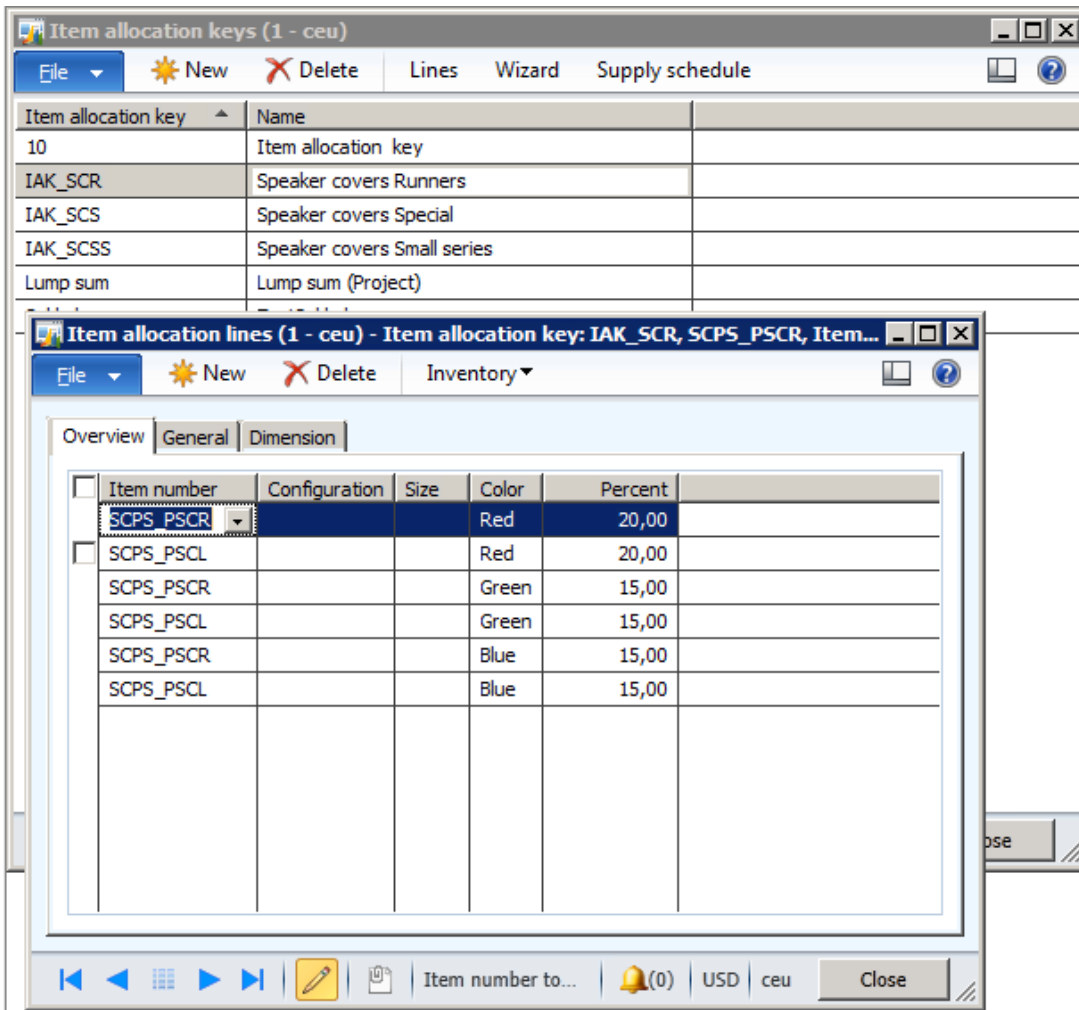 Item allocation keys (1 - ceu)
File New Delete Lines Wizard Supply schedule
Item allocation key Name
10 Item allocation key
IAK_SCR Speaker covers Runners
IAK_SCS Speaker covers Special
IAK_SCSS Speaker covers Small series
Lump sum Lump sum (Project)
Item allocation lines (1 - ceu) - Item allocation key: IAK_SCR, SCPS_PSCR, Item...
File New Delete Inventory
Overview General Dimension
Item number Configuration Size Color Percent
SCPS_PSCR Red 20,00
SCPS_PSCL Red 20,00
SCPS_PSCR Green 15,00
SCPS_PSCL Green 15,00
SCPS_PSCR Blue 15,00
SCPS_PSCL Blue 15,00
Item number to... (0) USD ceu Close